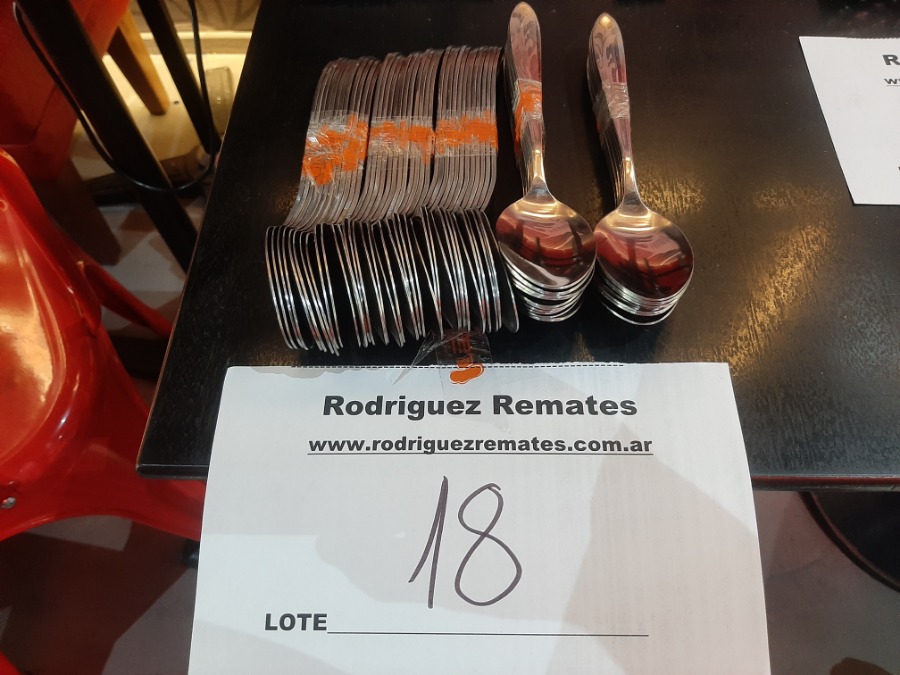 Rodriguez Remates
www.rodriguezremates.com.ar
18
LOTE
R